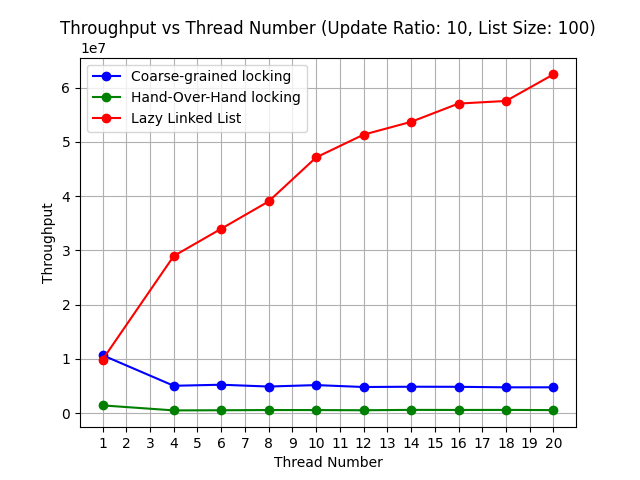 Throughput vs Thread Number (Update Ratio: 10, List Size: 100)
1e7
Coarse-grained locking
Hand-Over-Hand locking
Lazy Linked List
6
5
4
3
2
1
0
Throughput
1 2 3 4 5 6 7 8 9 10 11 12 13 14 15 16 17 18 19 20
Thread Number